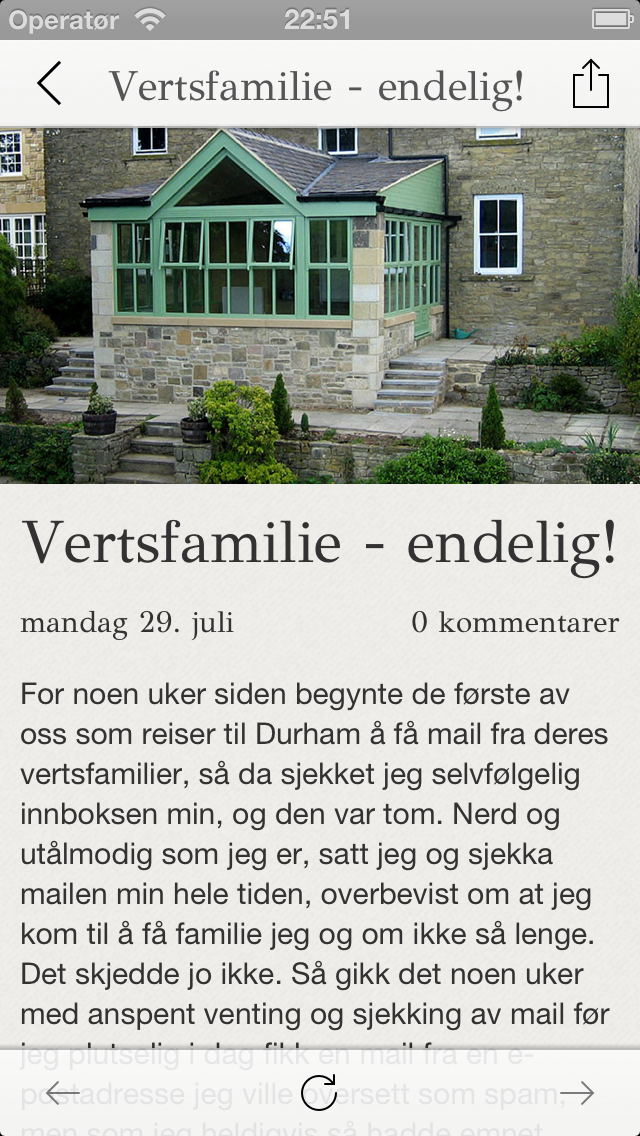 Operatør 22:51
Vertsfamilie - endelig!
Vertsfamilie - endelig!
mandag 29. juli 0 kommentarer
For noen uker siden begynte de første av
oss som reiser til Durham å få mail fra deres
vertsfamilier, så da sjekket jeg selvfølgelig
innboksen min, og den var tom. Nerd og
utålmodig som jeg er, satt jeg og sjekka
mailen min hele tiden, overbevist om at jeg
kom til å få familie jeg og om ikke så lenge.
Det skjedde jo ikke. Så gikk det noen uker
med anspent venting og sjekking av mail før
jeg plutselig i dag fikk en mail fra en e-
postadresse jeg ville oversett som spam,
men som jeg heldigvis så hadde emnet